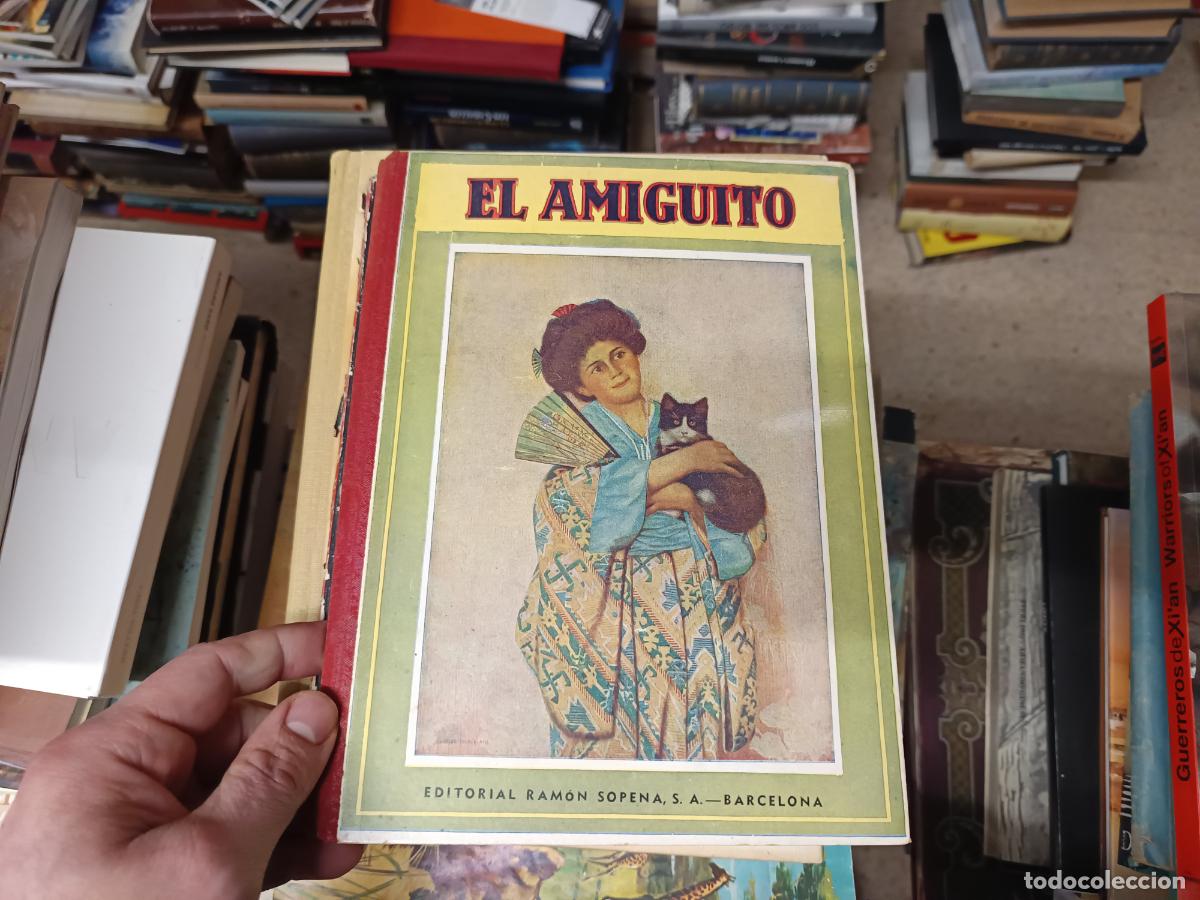 EL AMIGUITO
EDITORIAL RAMÓN SOPENA, S. A.—BARCELONA
Guerreros de Xi'an Warriors of Xi'an
todocoleccion